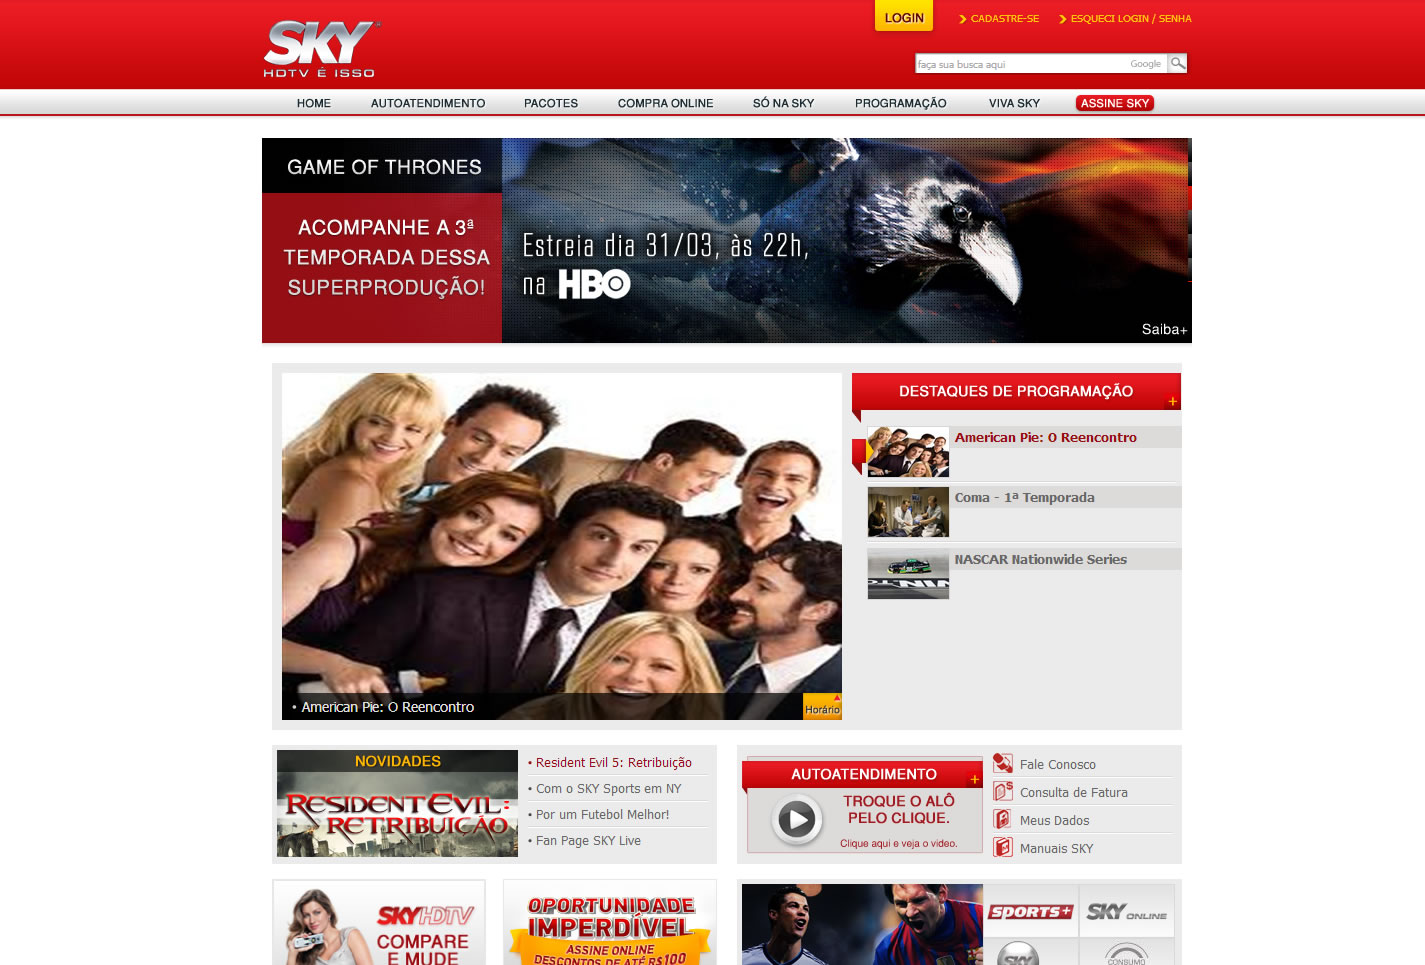 LOGIN
CADASTRE-SE
ESQUECI LOGIN / SENHA
SKY
HDTV É ISSO
faça sua busca aqui
Google
HOME
AUTOATENDIMENTO
PACOTES
COMPRA ONLINE
SÓ NA SKY
PROGRAMAÇÃO
VIVA SKY
ASSINE SKY
GAME OF THRONES
ACOMPANHE A 3ª
TEMPORADA DESSA
SUPERPRODUÇÃO!
Estreia dia 31/03, às 22h,
na HBO
Saiba+
DESTAQUES DE PROGRAMAÇÃO
+
American Pie: O Reencontro
Coma - 1ª Temporada
NASCAR Nationwide Series
• American Pie: O Reencontro
Horário
NOVIDADES
RESIDENT EVIL:
RETRIBUIÇÃO
• Resident Evil 5: Retribuição
• Com o SKY Sports em NY
• Por um Futebol Melhor!
• Fan Page SKY Live
AUTOATENDIMENTO
+
TROQUE O ALÔ
PELO CLIQUE.
Clique aqui e veja o video.
Fale Conosco
Consulta de Fatura
Meus Dados
Manuais SKY
SKYHDTV
COMPARE
E MUDE
OPORTUNIDADE
IMPERDÍVEL
ASSINE ONLINE
DESCONTOS DE ATÉ R$100
SPORTS+
SKY ONLINE
SKY
CONSUMO